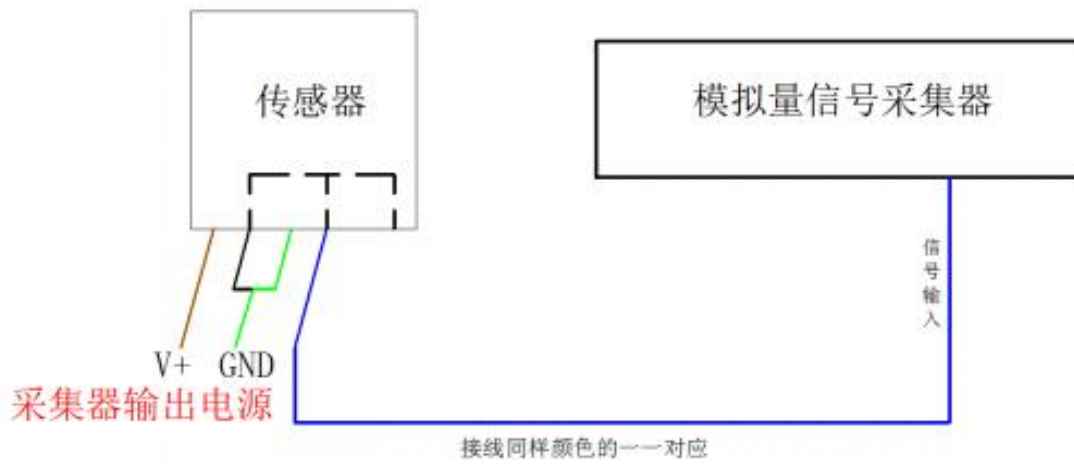 传感器
模拟量信号采集器
信号输入
V+ GND
采集器输出电源
接线同样颜色的一一对应